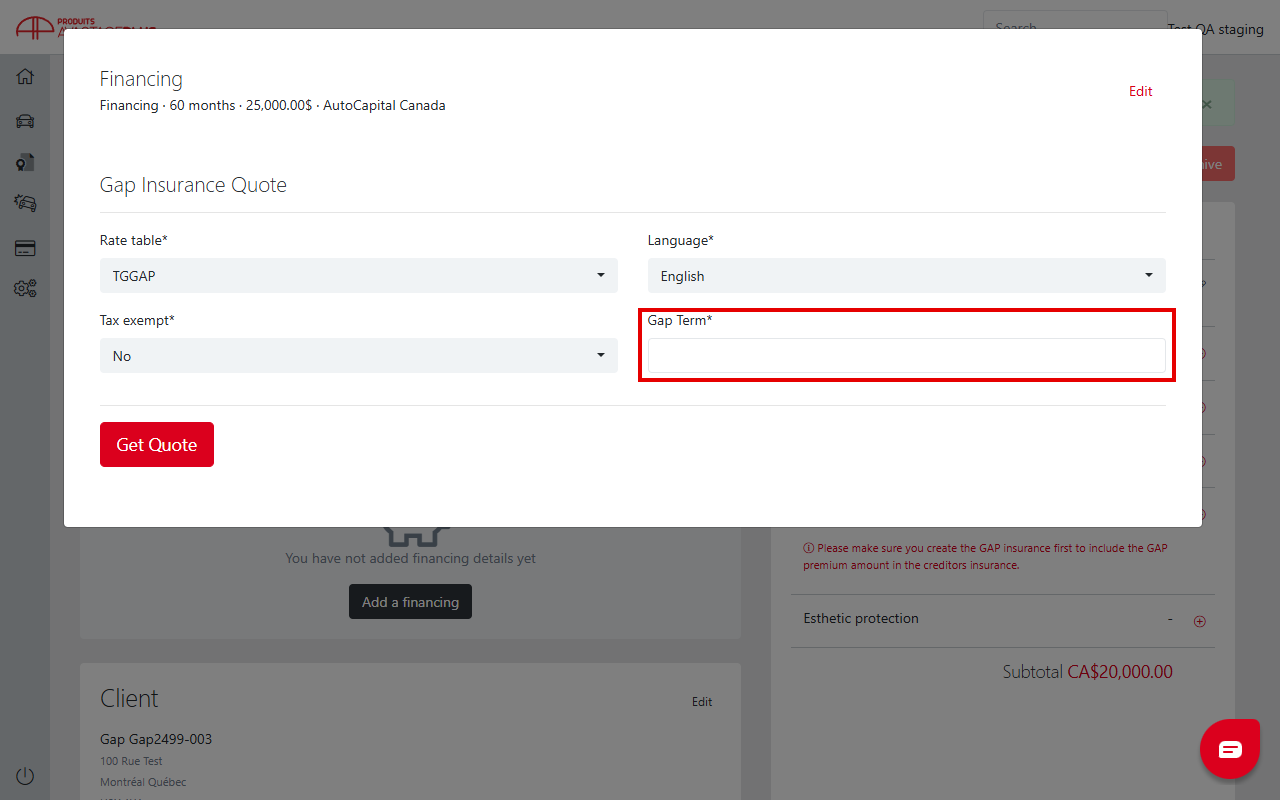 PRODUITS
Search
Test QA staging
Financing
Financing · 60 months · 25,000.00$ · AutoCapital Canada
Edit
Gap Insurance Quote
Rate table*
Language*
TGGAP
English
Tax exempt*
Gap Term*
No
Get Quote
You have not added financing details yet
Add a financing
ⓘ Please make sure you create the GAP insurance first to include the GAP
premium amount in the creditors insurance.
Esthetic protection
-
Subtotal CA$20,000.00
Client
Edit
Gap Gap2499-003
100 Rue Test
Montréal Québec